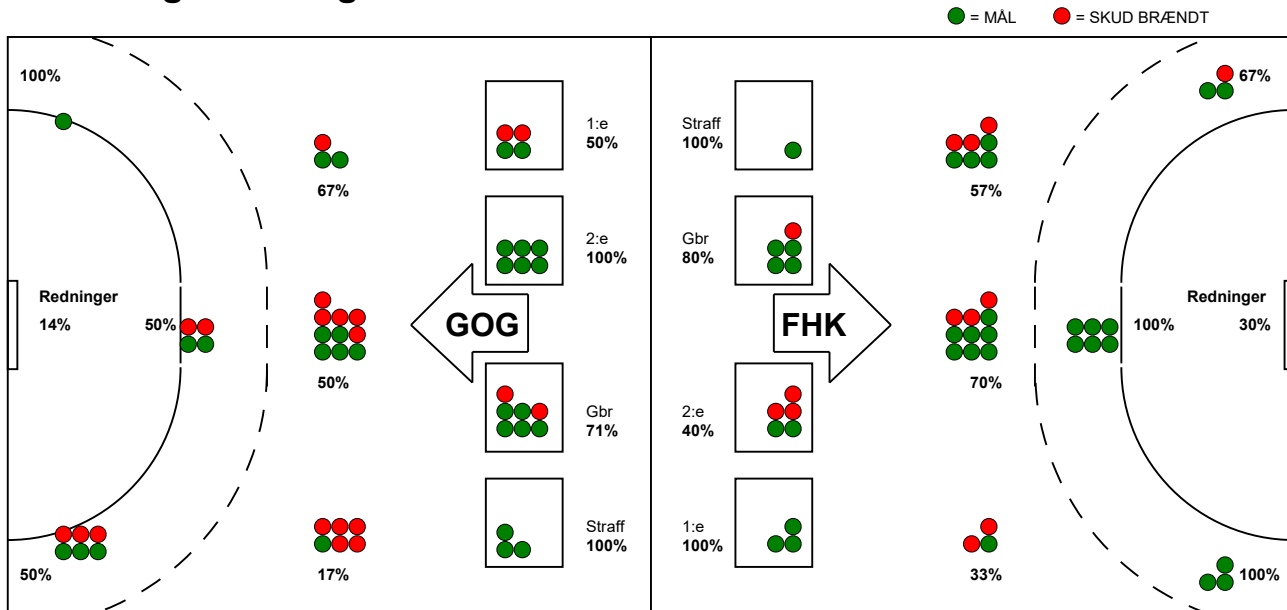 = MÅL = SKUD BRÆNDT
100%
67%
50%
17%
Redninger
14%
50%
50%
GOG
1:e
50%
2:e
100%
Gbr
71%
Straff
100%
Straff
100%
Gbr
80%
FHK
2:e
40%
1:e
100%
57%
70%
33%
67%
100%
Redninger
30%
100%